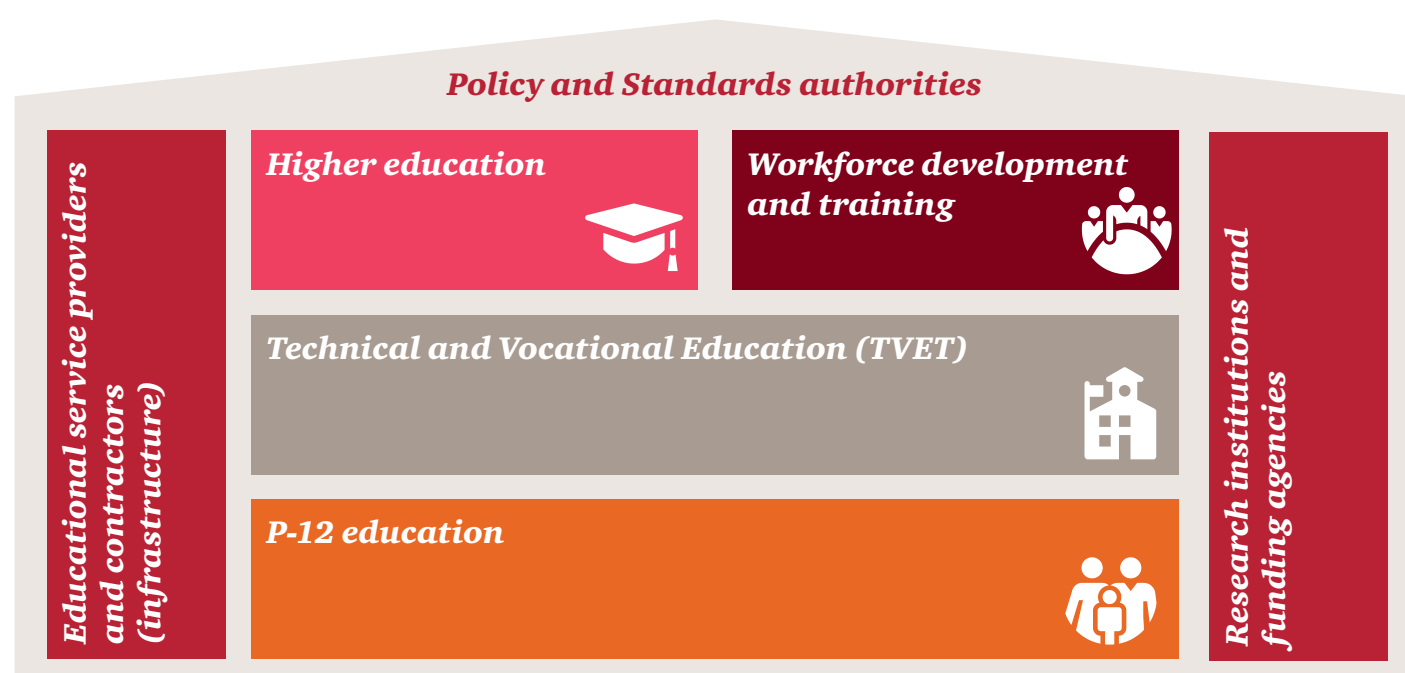 Policy and Standards authorities
Educational service providers
and contractors
(infrastructure)
Higher education
Workforce development
and training
Technical and Vocational Education (TVET)
P-12 education
Research institutions and
funding agencies